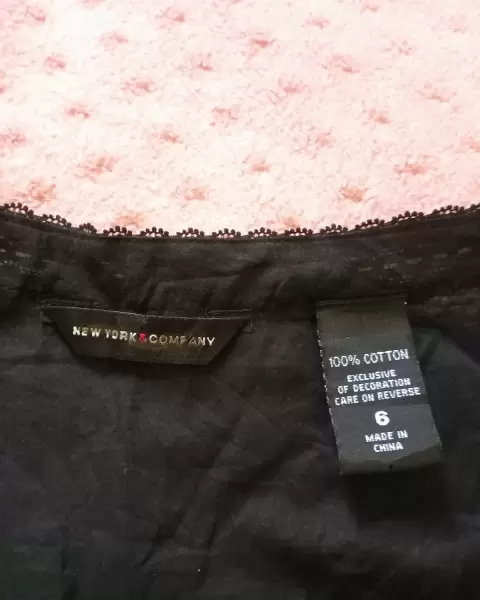 NEW YORK & COMPANY
100% COTTON
EXCLUSIVE
OF DECORATION
CARE ON REVERSE
6
MADE IN
CHINA